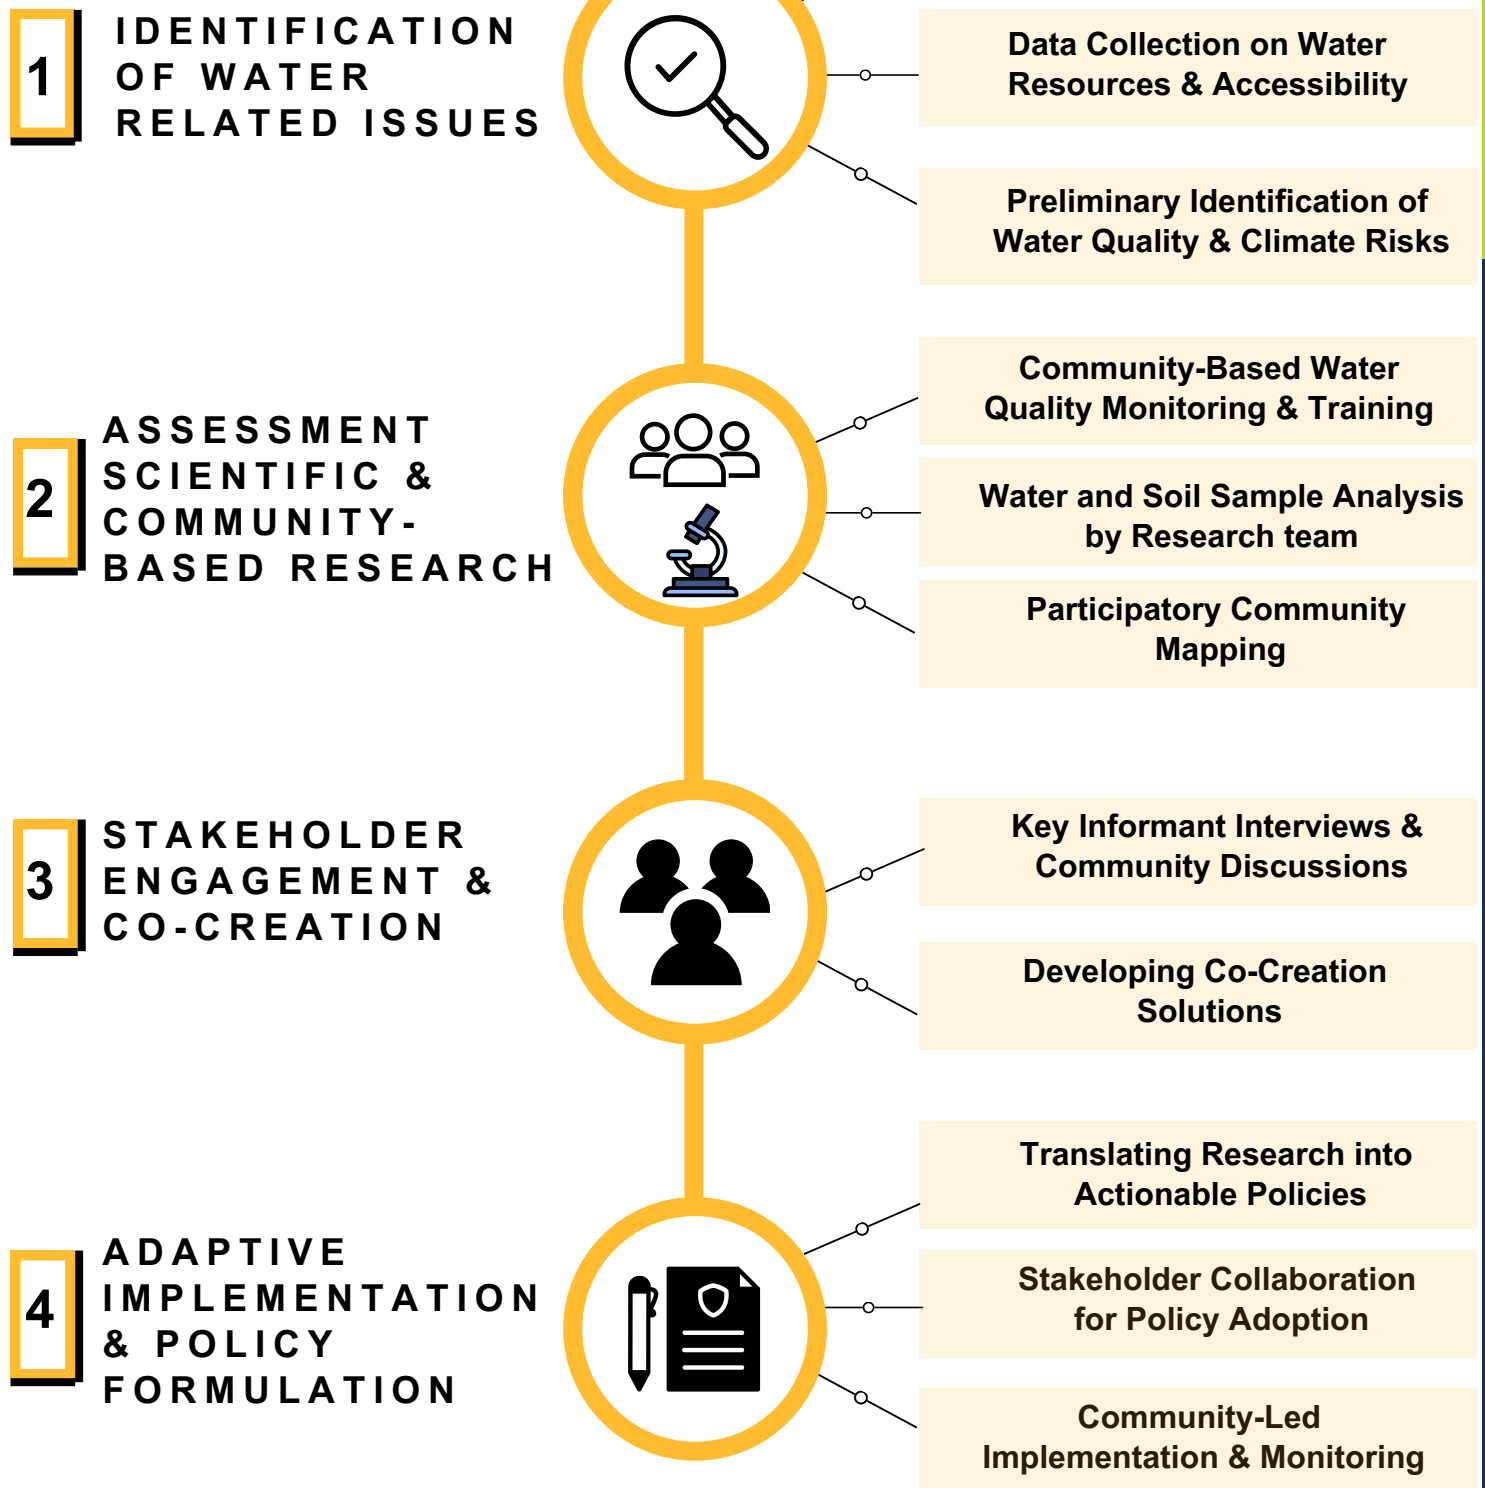 1
IDENTIFICATION
OF WATER
RELATED ISSUES
Data Collection on Water
Resources & Accessibility
Preliminary Identification of
Water Quality & Climate Risks
2
ASSESSMENT
SCIENTIFIC &
COMMUNITY-
BASED RESEARCH
Community-Based Water
Quality Monitoring & Training
Water and Soil Sample Analysis
by Research team
Participatory Community
Mapping
3
STAKEHOLDER
ENGAGEMENT &
CO-CREATION
Key Informant Interviews &
Community Discussions
Developing Co-Creation
Solutions
4
ADAPTIVE
IMPLEMENTATION
& POLICY
FORMULATION
Translating Research into
Actionable Policies
Stakeholder Collaboration
for Policy Adoption
Community-Led
Implementation & Monitoring